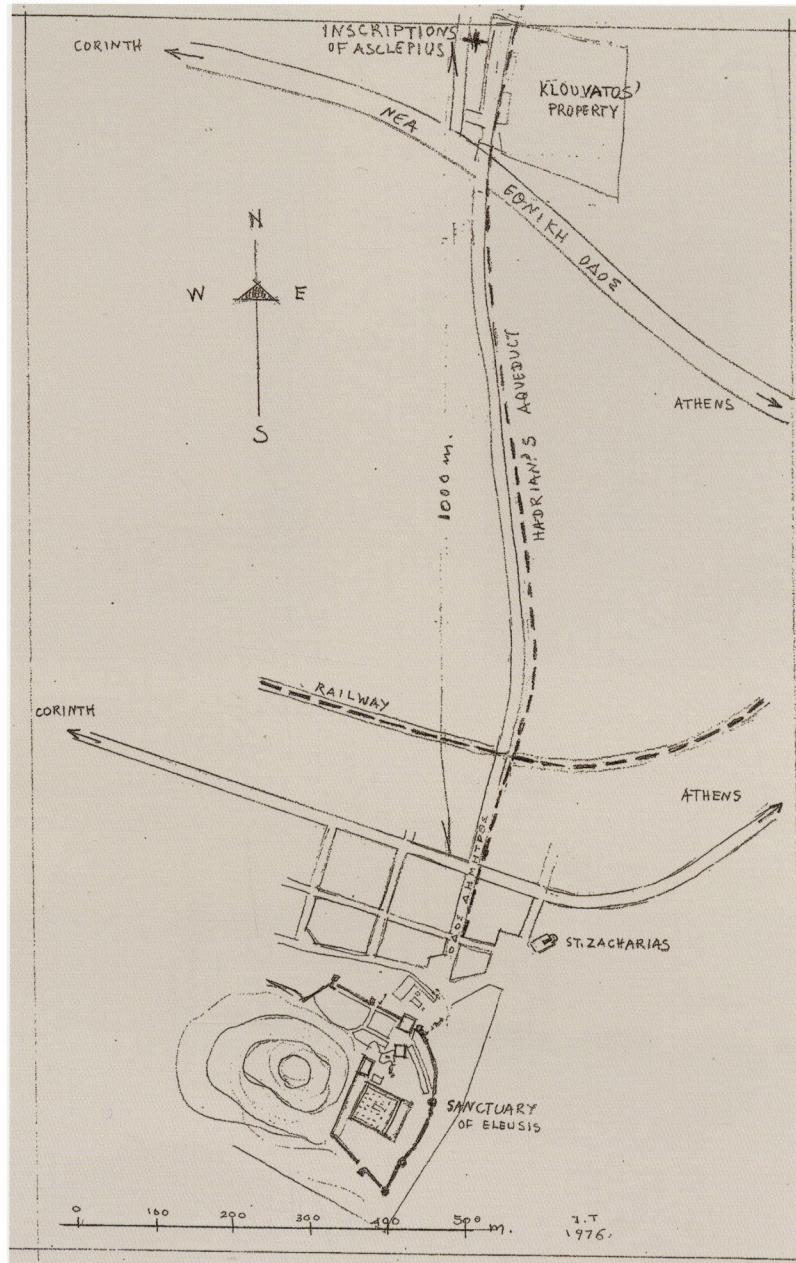 INSCRIPTIONS
OF ASCLEPIUS
CORINTH
KLOUVATOS'
PROPERTY
ΝΕΑ
ΕΘΝΙΚΗ ΟΔΟΣ
N
W E
S
ATHENS
HADRIAN'S AQUEDUCT
1000 m.
RAILWAY
CORINTH
ATHENS
ΟΔΟΣ ΔΗΜΗΤΡΟΣ
ST. ZACHARIAS
SANCTUARY
OF ELEUSIS
0 100 200 300 400 500 m.
J.T
1976.